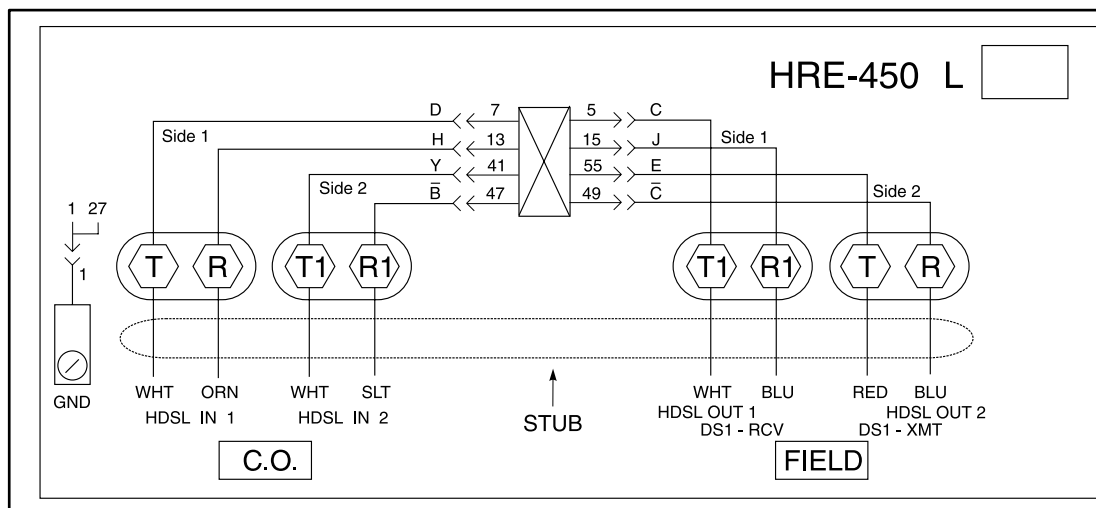 HRE-450 L
D 7 5 C
Side 1 H 13 15 J Side 1
Y 41 55 E
Side 2 B̅ 47 49 C̅ Side 2
1 27
T R T1 R1 T1 R1 T R
1
WHT ORN WHT SLT WHT BLU RED BLU
GND
HDSL IN 1 HDSL IN 2 STUB HDSL OUT 1 HDSL OUT 2
DS1 - RCV DS1 - XMT
C.O. FIELD